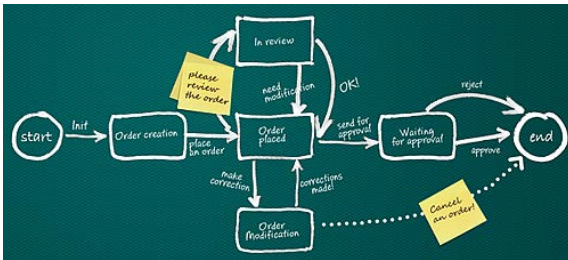 In review
please
review
the order
need
modification
OK!
reject
start
Init
Order creation
place
an order
Order
placed
send for
approval
Waiting
for approval
approve
end
make
correction
corrections
made!
Order
Modification
Cancel
an order!